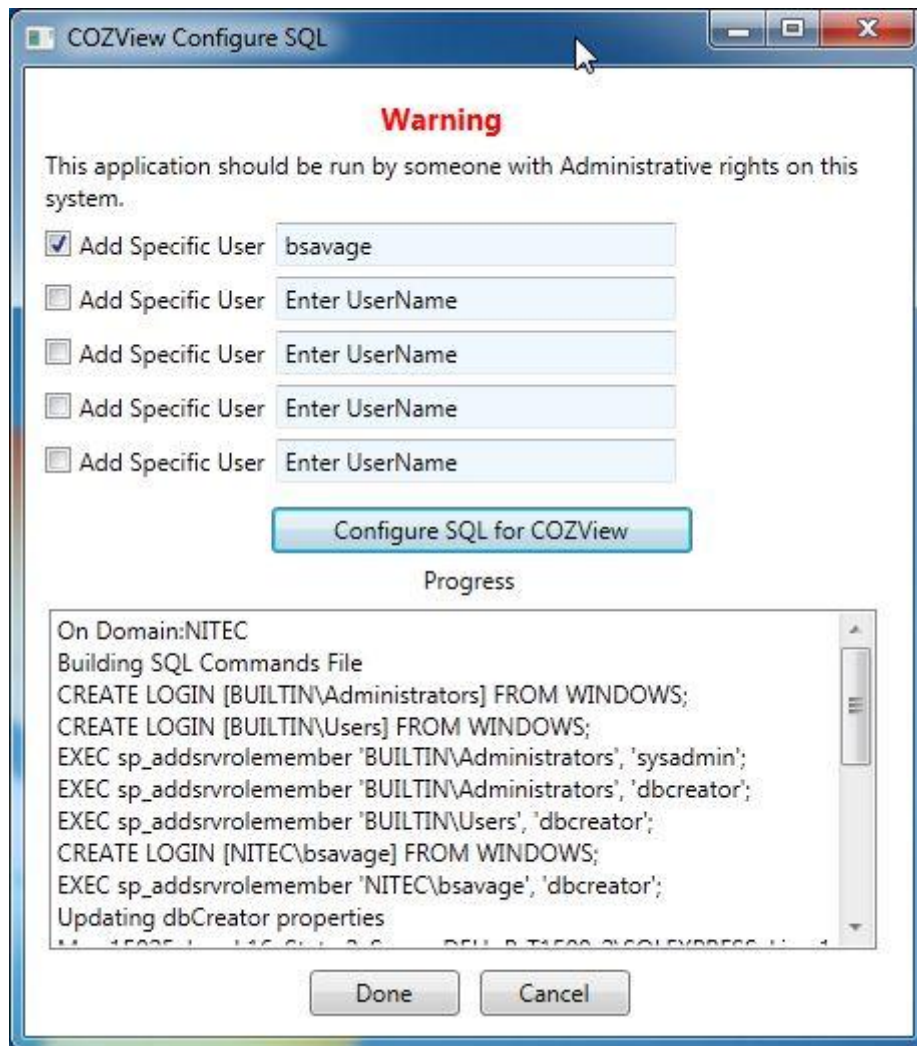 COZView Configure SQL
Warning
This application should be run by someone with Administrative rights on this
system.
Add Specific User bsavage
Add Specific User Enter UserName
Add Specific User Enter UserName
Add Specific User Enter UserName
Add Specific User Enter UserName
Configure SQL for COZView
Progress
On Domain:NITEC
Building SQL Commands File
CREATE LOGIN [BUILTIN\Administrators] FROM WINDOWS;
CREATE LOGIN [BUILTIN\Users] FROM WINDOWS;
EXEC sp_addsrvrolemember 'BUILTIN\Administrators', 'sysadmin';
EXEC sp_addsrvrolemember 'BUILTIN\Administrators', 'dbcreator';
EXEC sp_addsrvrolemember 'BUILTIN\Users', 'dbcreator';
CREATE LOGIN [NITEC\bsavage] FROM WINDOWS;
EXEC sp_addsrvrolemember 'NITEC\bsavage', 'dbcreator';
Updating dbCreator properties
Done Cancel